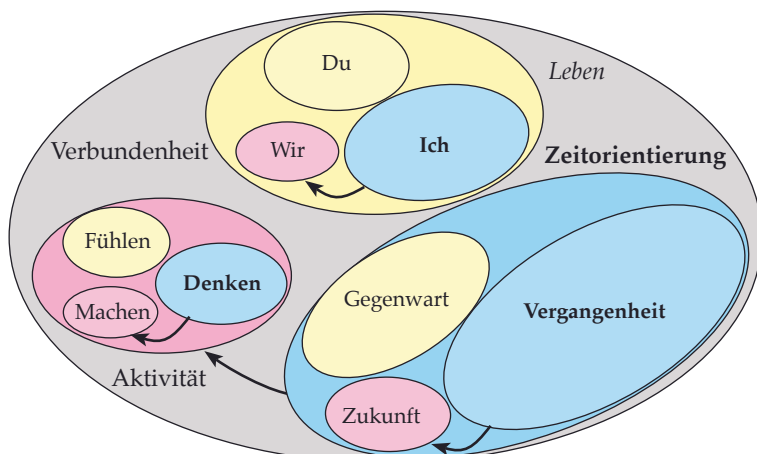 Du
Leben
Verbundenheit
Wir
Ich
Zeitorientierung
Fühlen
Denken
Machen
Gegenwart
Vergangenheit
Aktivität
Zukunft